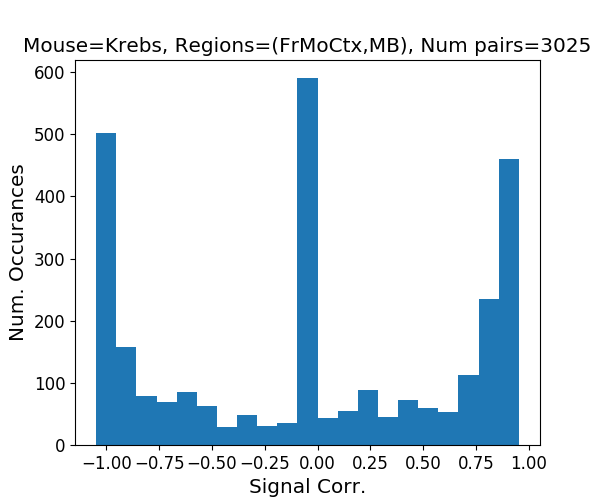 Mouse=Krebs, Regions=(FrMoCtx,MB), Num pairs=3025
600
500
400
300
200
100
0
Num. Occurances
−1.00 −0.75 −0.50 −0.25 0.00 0.25 0.50 0.75 1.00
Signal Corr.